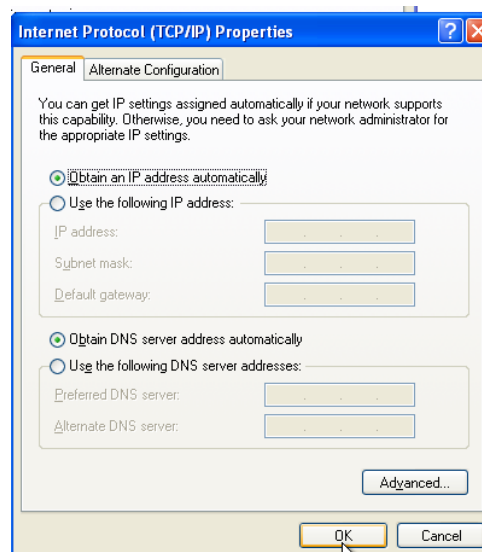 Internet Protocol (TCP/IP) Properties
General Alternate Configuration
You can get IP settings assigned automatically if your network supports
this capability. Otherwise, you need to ask your network administrator for
the appropriate IP settings.
Obtain an IP address automatically
Use the following IP address:
IP address:
Subnet mask:
Default gateway:
Obtain DNS server address automatically
Use the following DNS server addresses:
Preferred DNS server:
Alternate DNS server:
Advanced...
OK Cancel